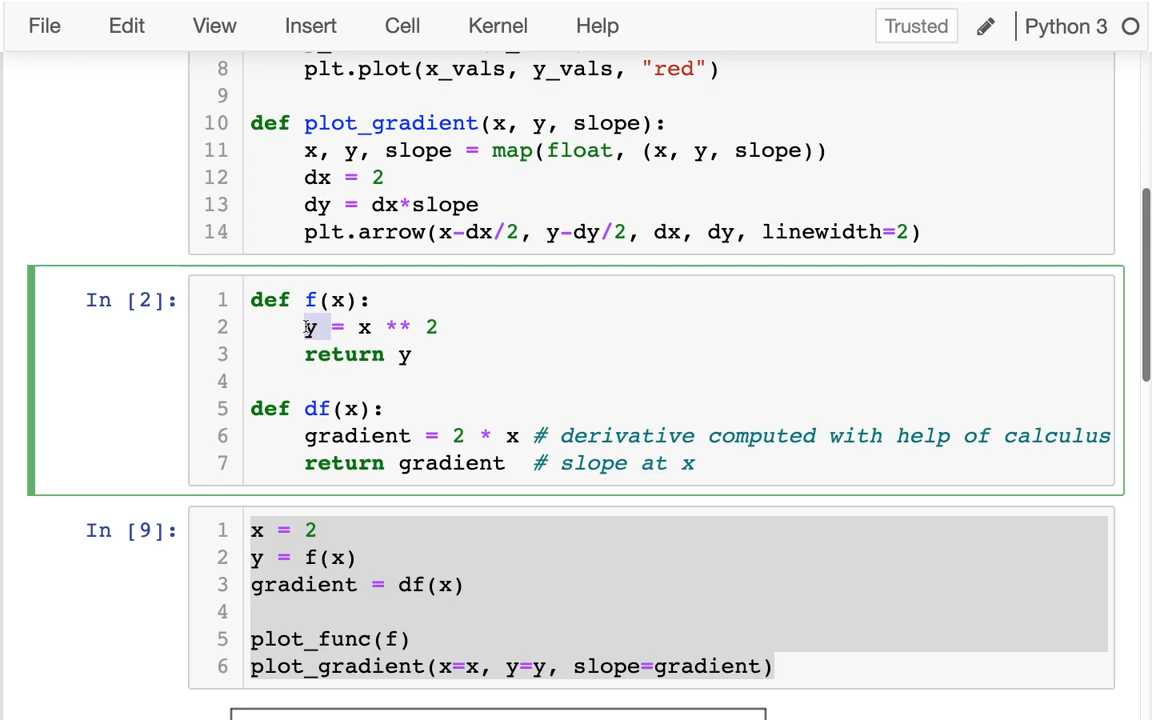 File Edit View Insert Cell Kernel Help Trusted Python 3
8 plt.plot(x_vals, y_vals, "red")
9
10 def plot_gradient(x, y, slope):
11 x, y, slope = map(float, (x, y, slope))
12 dx = 2
13 dy = dx*slope
14 plt.arrow(x-dx/2, y-dy/2, dx, dy, linewidth=2)
In [2]: 1 def f(x):
2 y = x ** 2
3 return y
4
5 def df(x):
6 gradient = 2 * x # derivative computed with help of calculus
7 return gradient # slope at x
In [9]: 1 x = 2
2 y = f(x)
3 gradient = df(x)
4
5 plot_func(f)
6 plot_gradient(x=x, y=y, slope=gradient)